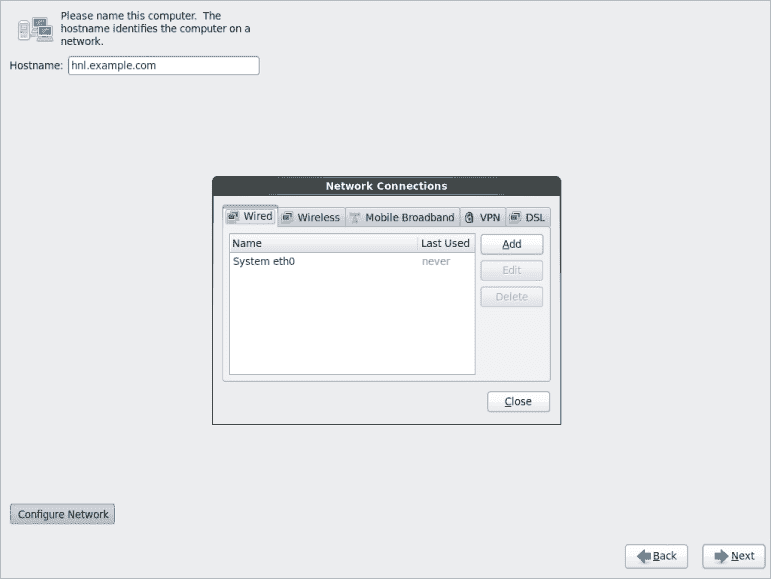 Please name this computer. The
hostname identifies the computer on a
network.
Hostname: hnl.example.com
Network Connections
Wired Wireless Mobile Broadband VPN DSL
Name Last Used Add
System eth0 never
Edit
Delete
Close
Configure Network
Back Next